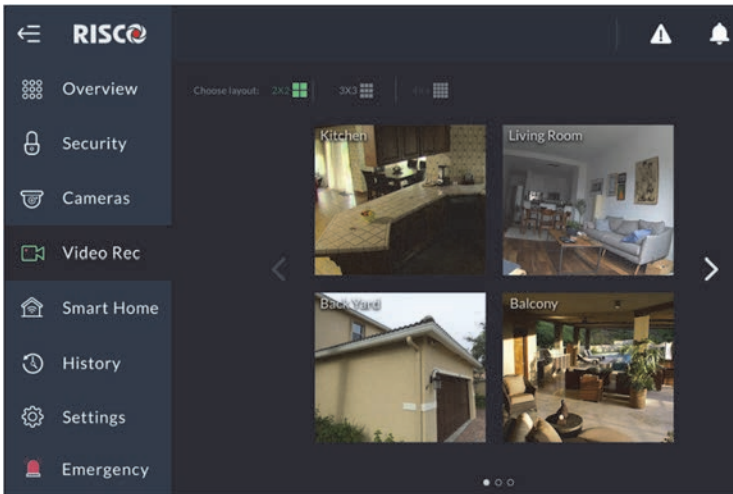 RISCO
Overview
Security
Cameras
Video Rec
Smart Home
History
Settings
Emergency
Choose layout: 2X2 3X3 4X4
Kitchen
Living Room
Back Yard
Balcony